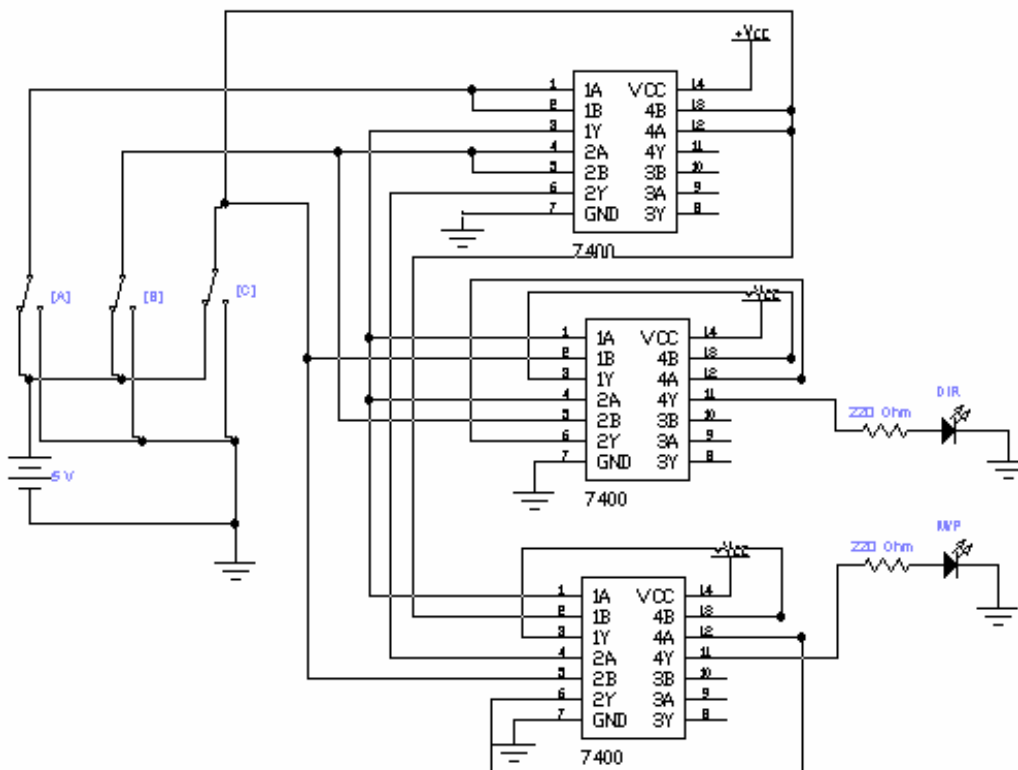 +Vcc
1 1A VCC 14
2 1B 4B 13
3 1Y 4A 12
4 2A 4Y 11
5 2B 3B 10
6 2Y 3A 9
7 GND 3Y 8
7400
[A]
[B]
[C]
5 V
+Vcc
1 1A VCC 14
2 1B 4B 13
3 1Y 4A 12
4 2A 4Y 11
5 2B 3B 10
6 2Y 3A 9
7 GND 3Y 8
7400
220 Ohm
DIR
+Vcc
1 1A VCC 14
2 1B 4B 13
3 1Y 4A 12
4 2A 4Y 11
5 2B 3B 10
6 2Y 3A 9
7 GND 3Y 8
7400
220 Ohm